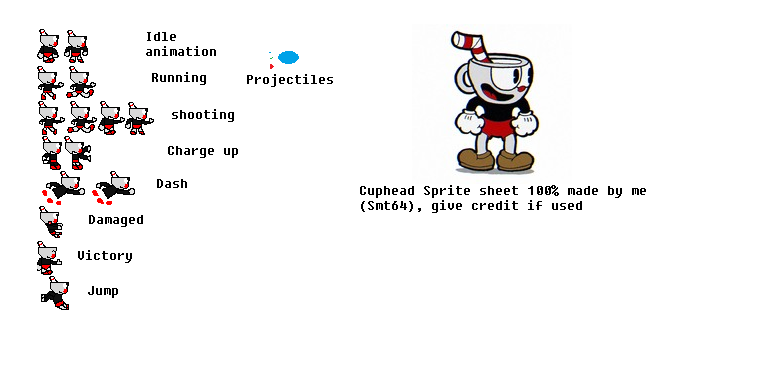 Idle
animation
Running
Projectiles
shooting
Charge up
Dash
Cuphead Sprite sheet 100% made by me
(Smt64), give credit if used
Damaged
Victory
Jump